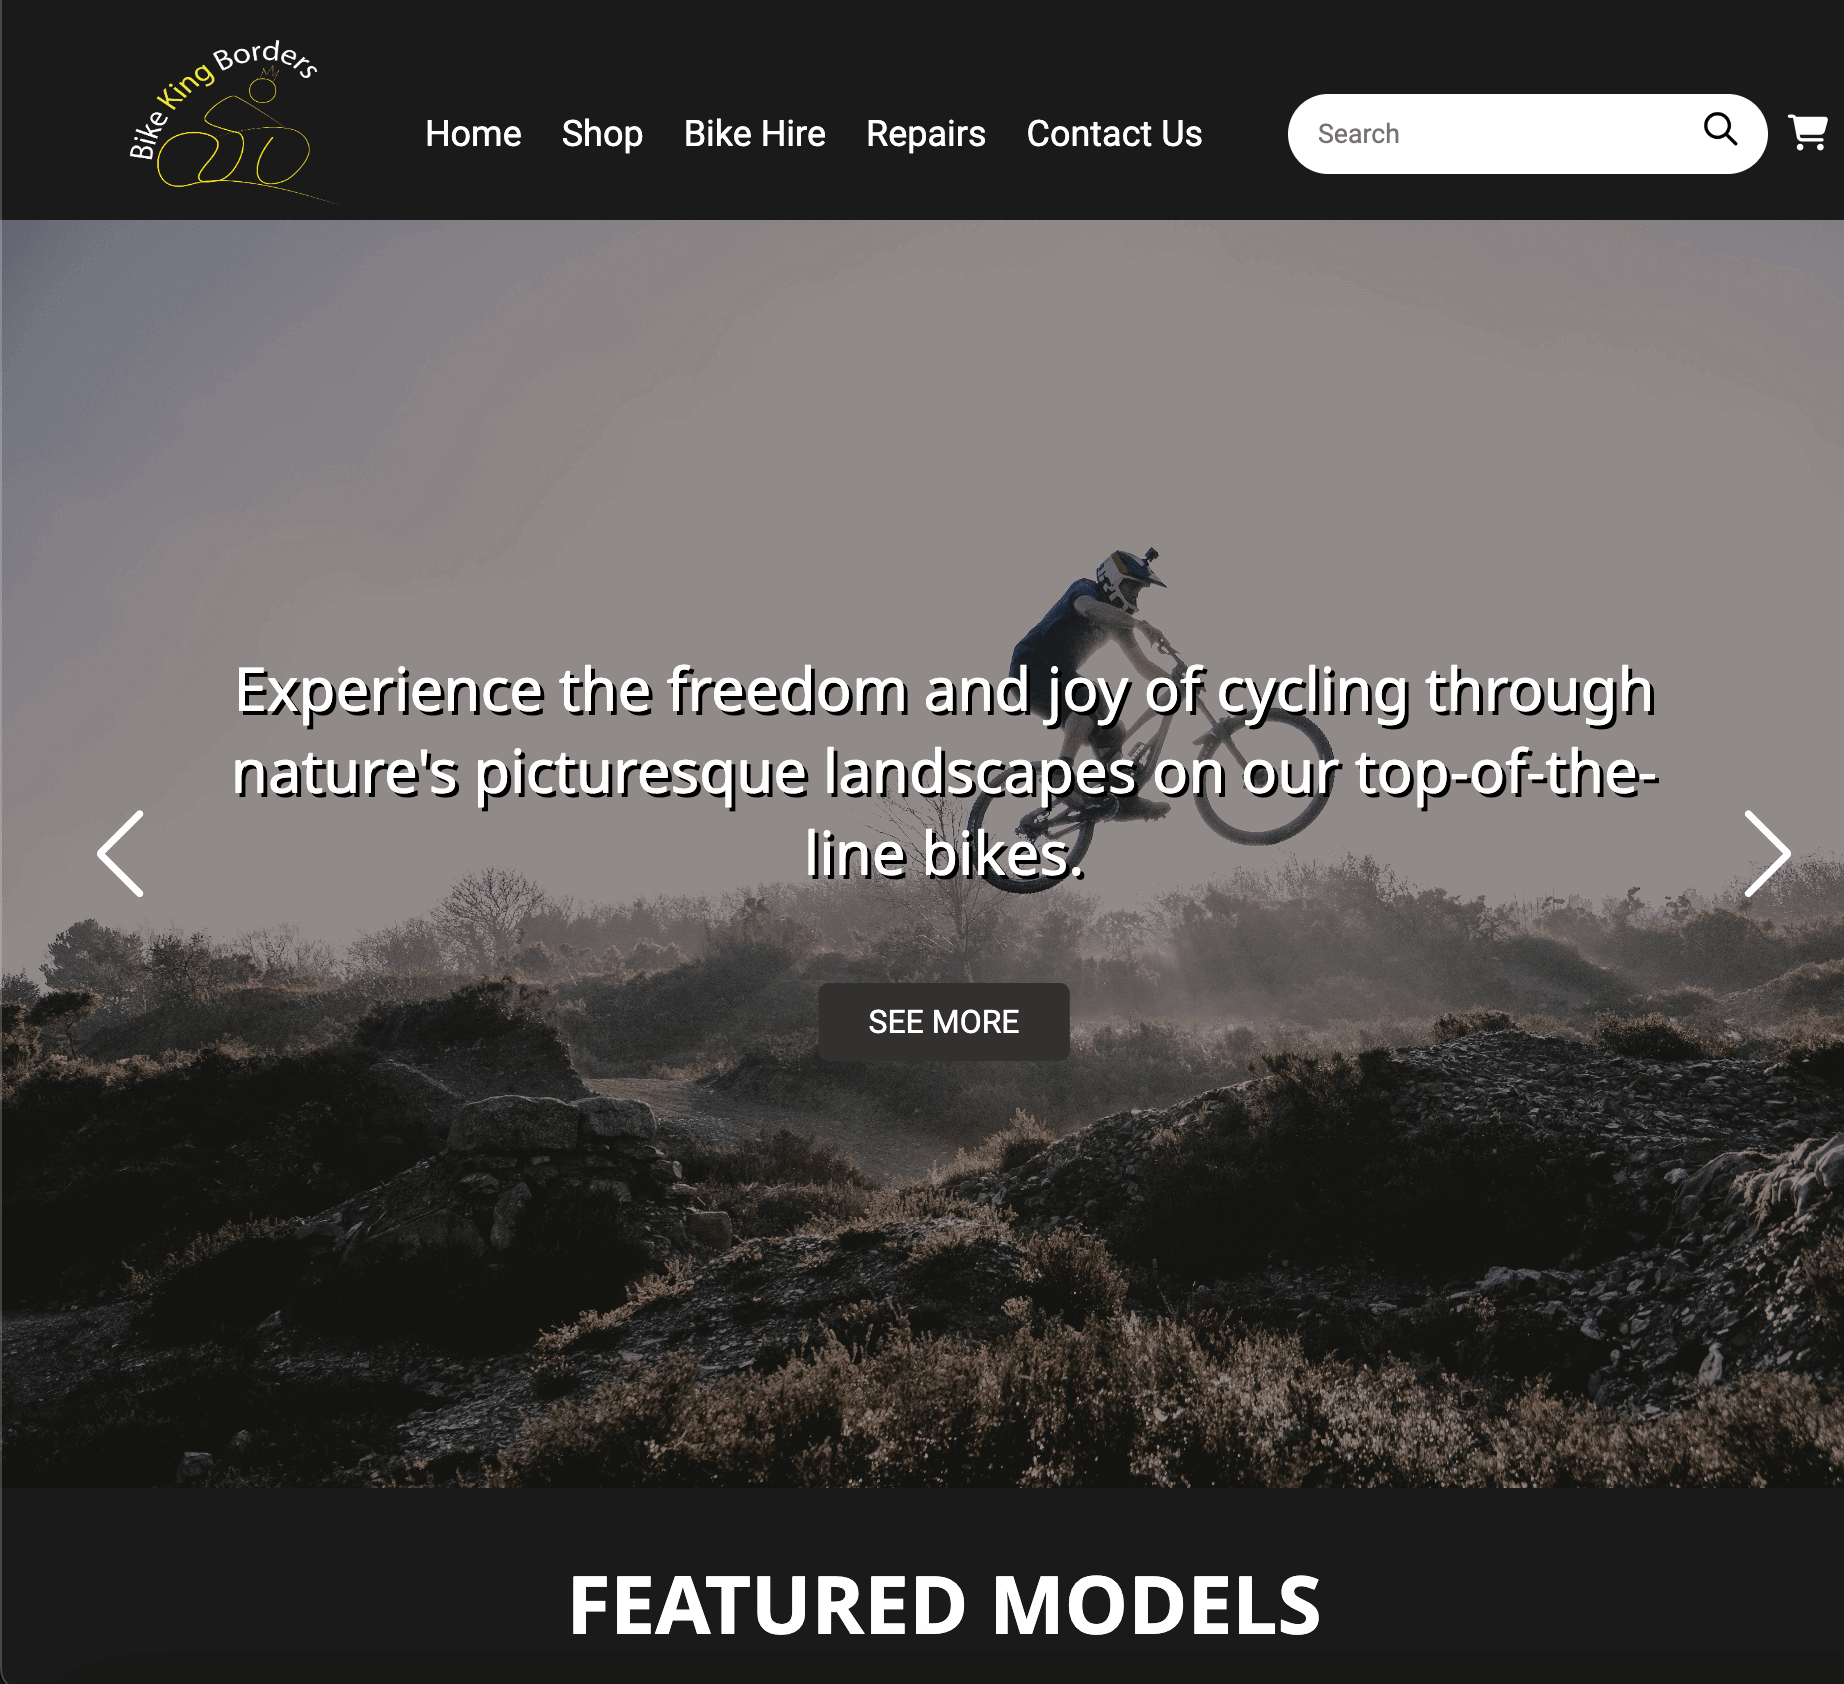 Bike King Borders
Home Shop Bike Hire Repairs Contact Us
Search
Experience the freedom and joy of cycling through
nature's picturesque landscapes on our top-of-the-
line bikes.
SEE MORE
FEATURED MODELS